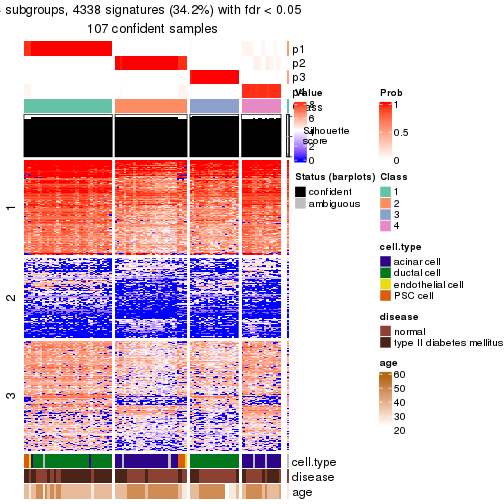 subgroups, 4338 signatures (34.2%) with fdr < 0.05
107 confident samples
p1
p2
p3
Value
8
6
4
2
0
Silhouette
score
Prob
1
0.5
0
Status (barplots)
confident
ambiguous
Class
1
2
3
4
cell.type
acinar cell
ductal cell
endothelial cell
PSC cell
disease
normal
type II diabetes mellitus
age
60
50
40
30
20
1
2
3
cell.type
disease
age